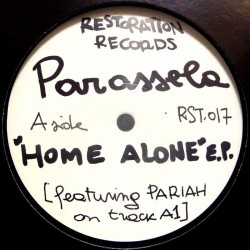 RESTORATION
RECORDS
Parassela
A side RST.017
"HOME ALONE" E.P.
[featuring PARIAH
on track A1]